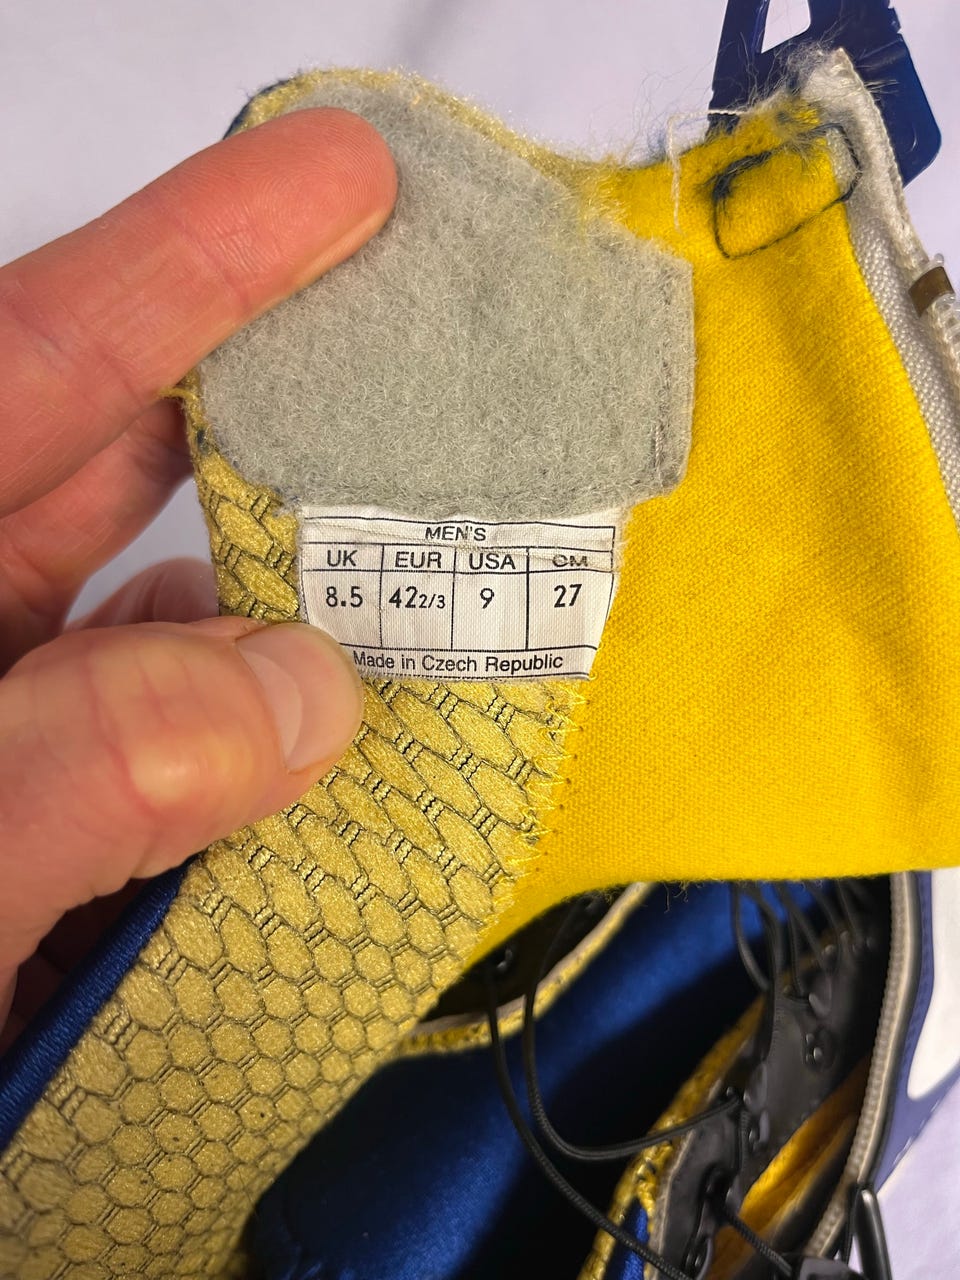 MEN'S
UK EUR USA CM
8.5 42 2/3 9 27
Made in Czech Republic